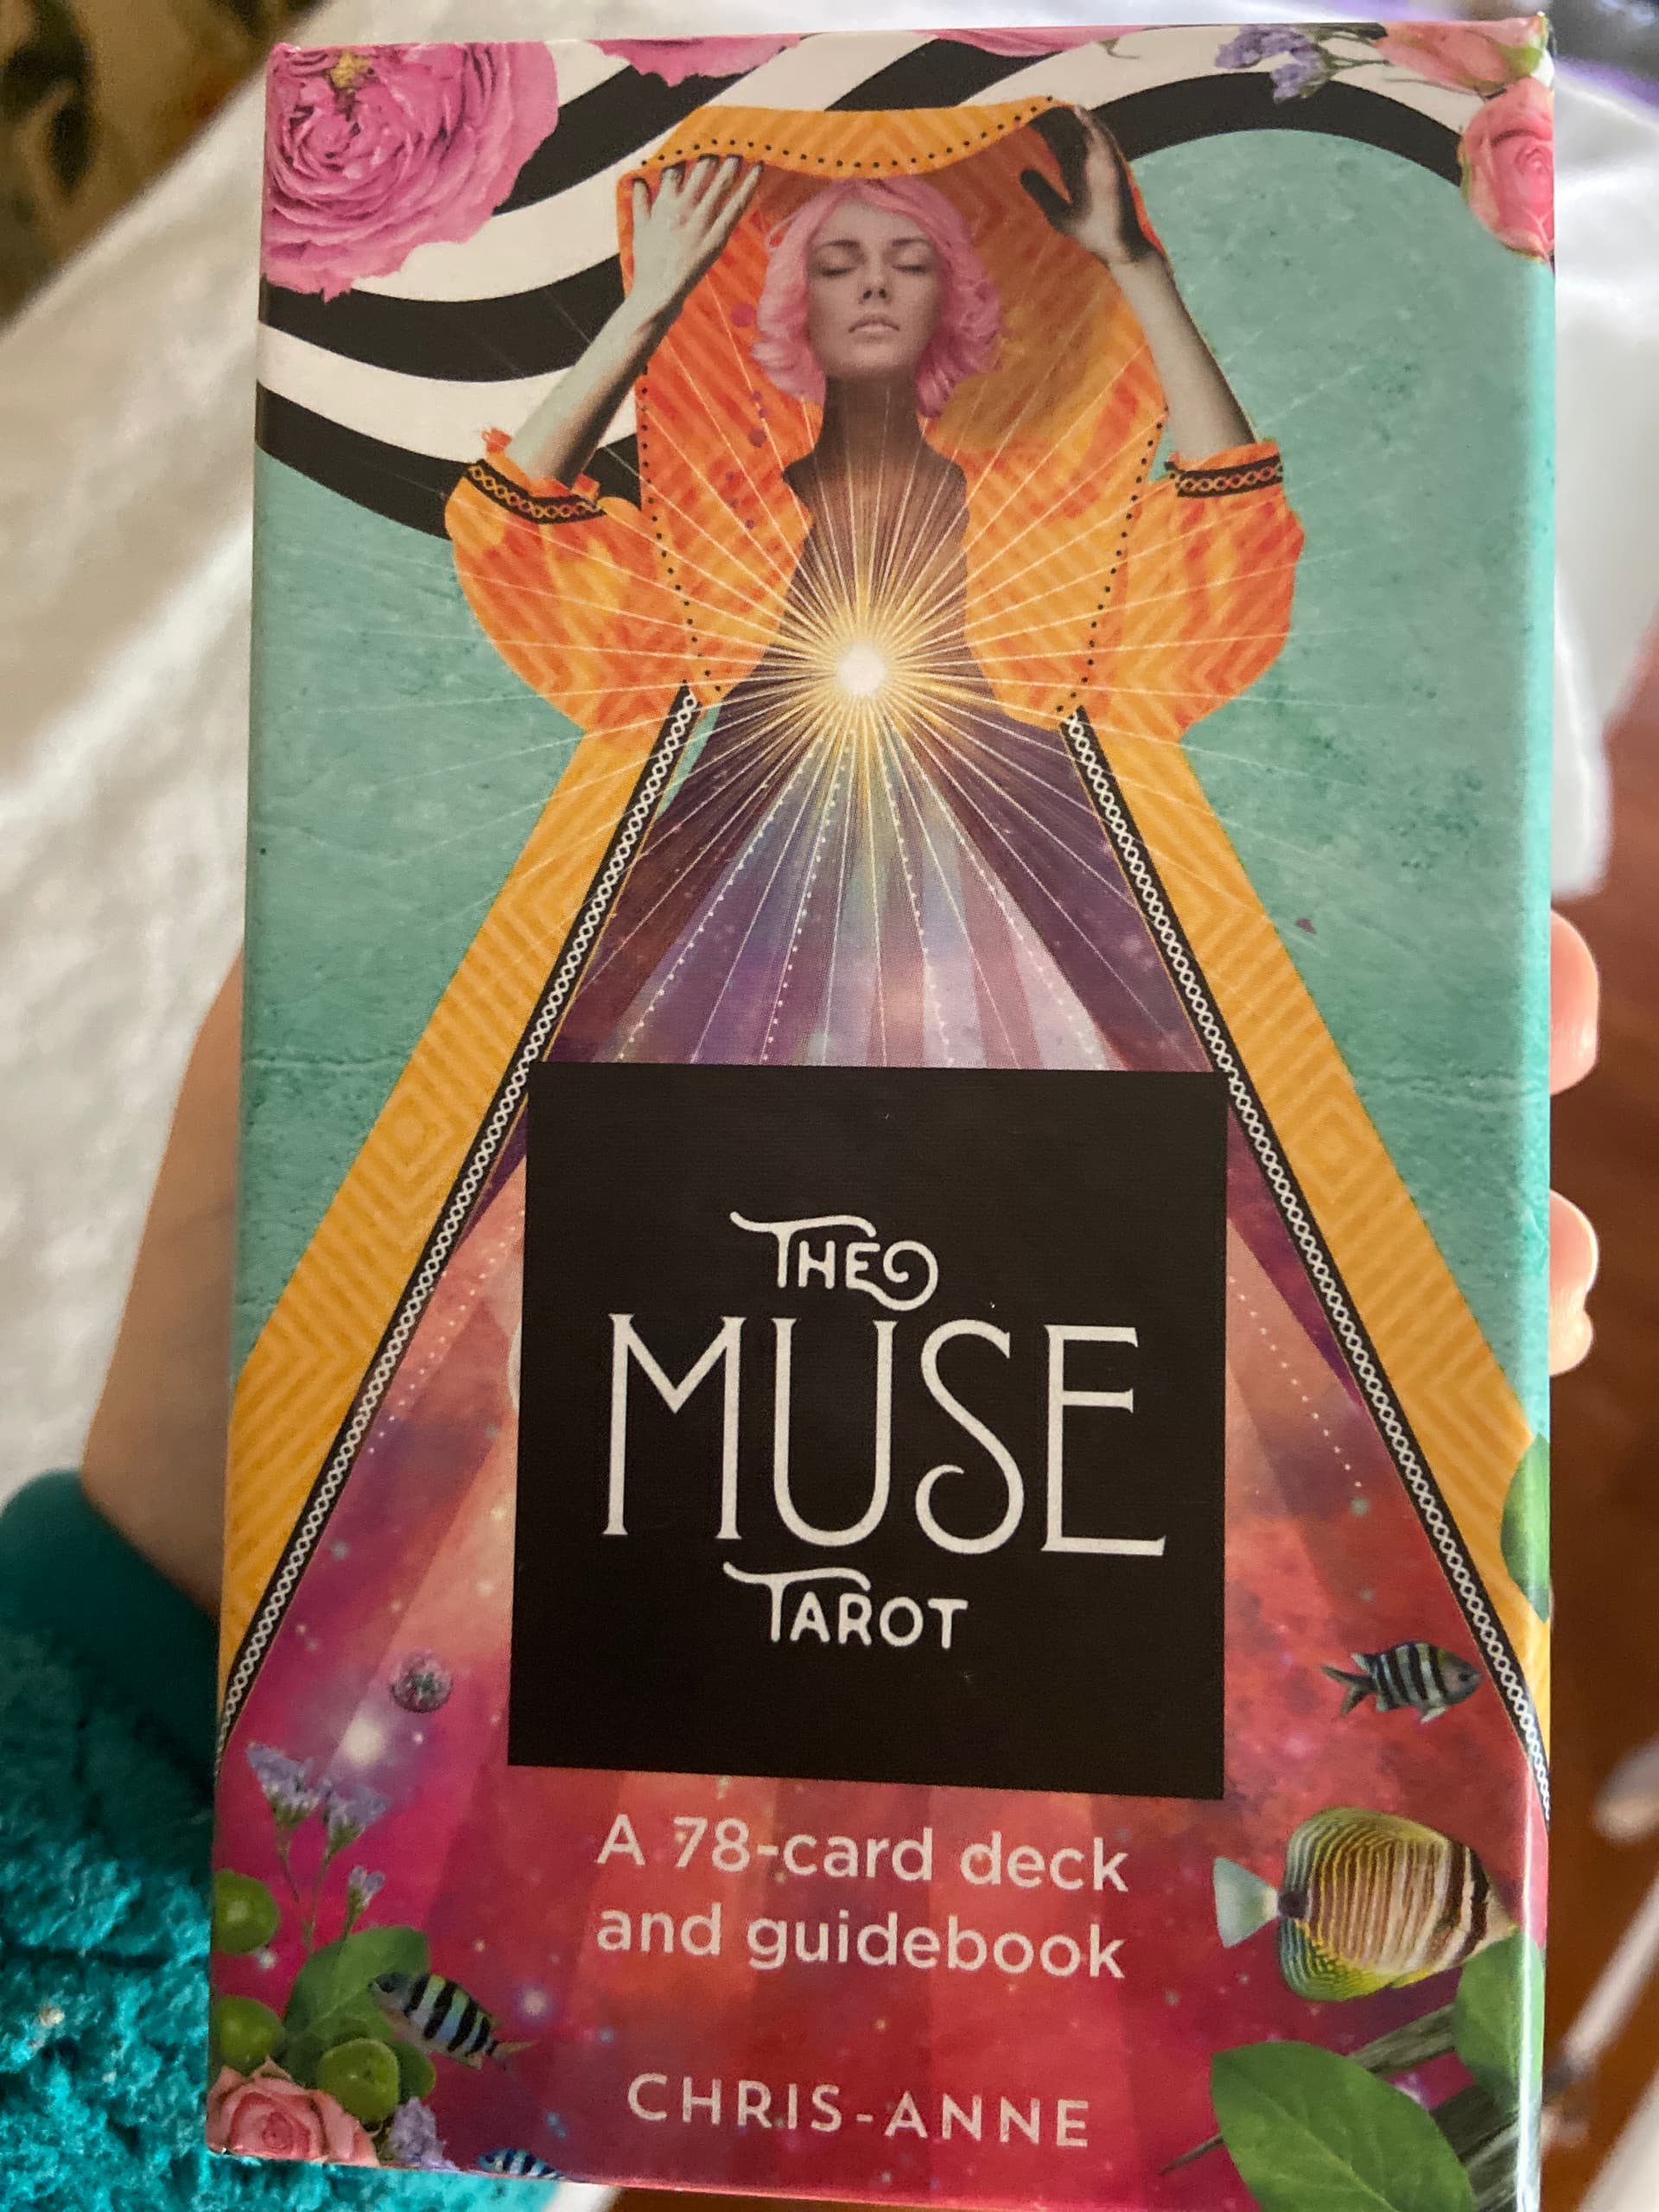 THE
MUSE
TAROT
A 78-card deck
and guidebook
CHRIS-ANNE